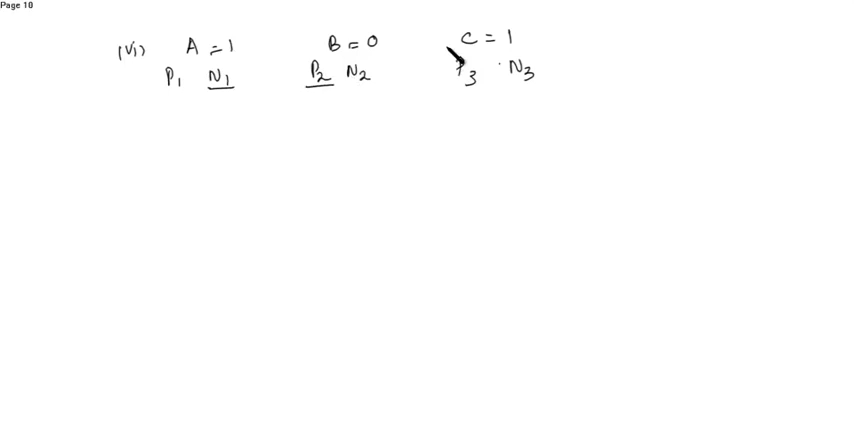 Page 10
(vi) A = 1 B = 0 C = 1
P1 N1 P2 N2 P3 N3